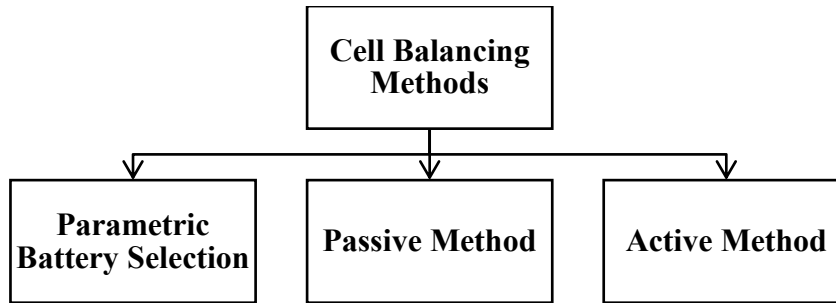 Cell Balancing
Methods
Parametric
Battery Selection
Passive Method
Active Method